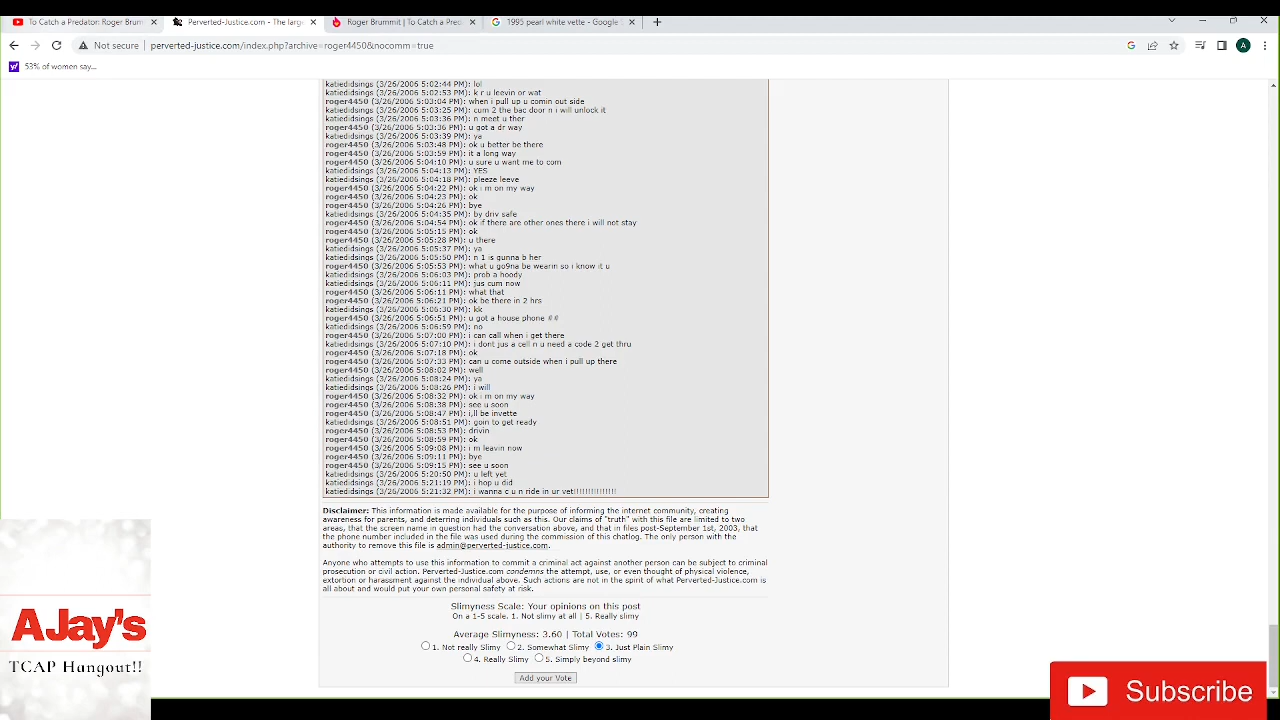 To Catch a Predator: Roger Brum
Perverted-Justice.com - The large
Roger Brummit | To Catch a Pred
1995 pearl white vette - Google S
Not secure
perverted-justice.com/index.php?archive=roger4450&nocomm=true
A
53% of women say...
katiedidsings (3/26/2006 5:02:44 PM): lol
katiedidsings (3/26/2006 5:02:53 PM): k r u leevin or wat
roger4450 (3/26/2006 5:03:04 PM): when i pull up u comin out side
katiedidsings (3/26/2006 5:03:25 PM): cum 2 the bac door n i will unlock it
katiedidsings (3/26/2006 5:03:36 PM): n meet u ther
roger4450 (3/26/2006 5:03:36 PM): u got a dr way
katiedidsings (3/26/2006 5:03:39 PM): ya
roger4450 (3/26/2006 5:03:48 PM): ok u better be there
roger4450 (3/26/2006 5:03:59 PM): it a long way
roger4450 (3/26/2006 5:04:10 PM): u sure u want me to com
katiedidsings (3/26/2006 5:04:13 PM): YES
katiedidsings (3/26/2006 5:04:18 PM): pleeze leeve
roger4450 (3/26/2006 5:04:22 PM): ok i m on my way
roger4450 (3/26/2006 5:04:23 PM): ok
roger4450 (3/26/2006 5:04:26 PM): bye
katiedidsings (3/26/2006 5:04:35 PM): by driv safe
roger4450 (3/26/2006 5:04:54 PM): ok if there are other ones there i will not stay
roger4450 (3/26/2006 5:05:15 PM): ok
roger4450 (3/26/2006 5:05:28 PM): u there
katiedidsings (3/26/2006 5:05:37 PM): ya
katiedidsings (3/26/2006 5:05:50 PM): n 1 is gunna b her
roger4450 (3/26/2006 5:05:53 PM): what u go9na be wearin so i know it u
katiedidsings (3/26/2006 5:06:03 PM): prob a hoody
katiedidsings (3/26/2006 5:06:11 PM): jus cum now
roger4450 (3/26/2006 5:06:11 PM): what that
roger4450 (3/26/2006 5:06:21 PM): ok be there in 2 hrs
katiedidsings (3/26/2006 5:06:30 PM): kk
roger4450 (3/26/2006 5:06:51 PM): u got a house phone ##
katiedidsings (3/26/2006 5:06:59 PM): no
roger4450 (3/26/2006 5:07:00 PM): i can call when i get there
katiedidsings (3/26/2006 5:07:10 PM): i dont jus a cell n u need a code 2 get thru
roger4450 (3/26/2006 5:07:18 PM): ok
roger4450 (3/26/2006 5:07:33 PM): can u come outside when i pull up there
roger4450 (3/26/2006 5:08:02 PM): well
katiedidsings (3/26/2006 5:08:24 PM): ya
katiedidsings (3/26/2006 5:08:26 PM): i will
roger4450 (3/26/2006 5:08:32 PM): ok i m on my way
roger4450 (3/26/2006 5:08:38 PM): see u soon
roger4450 (3/26/2006 5:08:47 PM): i,ll be invette
katiedidsings (3/26/2006 5:08:51 PM): goin to get ready
roger4450 (3/26/2006 5:08:53 PM): drivin
roger4450 (3/26/2006 5:08:59 PM): ok
roger4450 (3/26/2006 5:09:08 PM): i m leavin now
roger4450 (3/26/2006 5:09:11 PM): bye
roger4450 (3/26/2006 5:09:15 PM): see u soon
katiedidsings (3/26/2006 5:20:50 PM): u left yet
katiedidsings (3/26/2006 5:21:19 PM): i hop u did
katiedidsings (3/26/2006 5:21:32 PM): i wanna c u n ride in ur vet!!!!!!!!!!!!!!!
Disclaimer: This information is made available for the purpose of informing the internet community, creating
awareness for parents, and deterring individuals such as this. Our claims of "truth" with this file are limited to two
areas, that the screen name in question had the conversation above, and that in files post-September 1st, 2003, that
the phone number included in the file was used during the commission of this chatlog. The only person with the
authority to remove this file is admin@perverted-justice.com.
Anyone who attempts to use this information to commit a criminal act against another person can be subject to criminal
prosecution or civil action. Perverted-Justice.com condemns the attempt, use, or even thought of physical violence,
extortion or harassment against the individual above. Such actions are not in the spirit of what Perverted-Justice.com is
all about and would put your own personal safety at risk.
Slimyness Scale: Your opinions on this post
On a 1-5 scale. 1. Not slimy at all | 5. Really slimy
Average Slimyness: 3.60 | Total Votes: 99
1. Not really Slimy 2. Somewhat Slimy 3. Just Plain Slimy
4. Really Slimy 5. Simply beyond slimy
Add your Vote
AJay's
TCAP Hangout!!
Subscribe